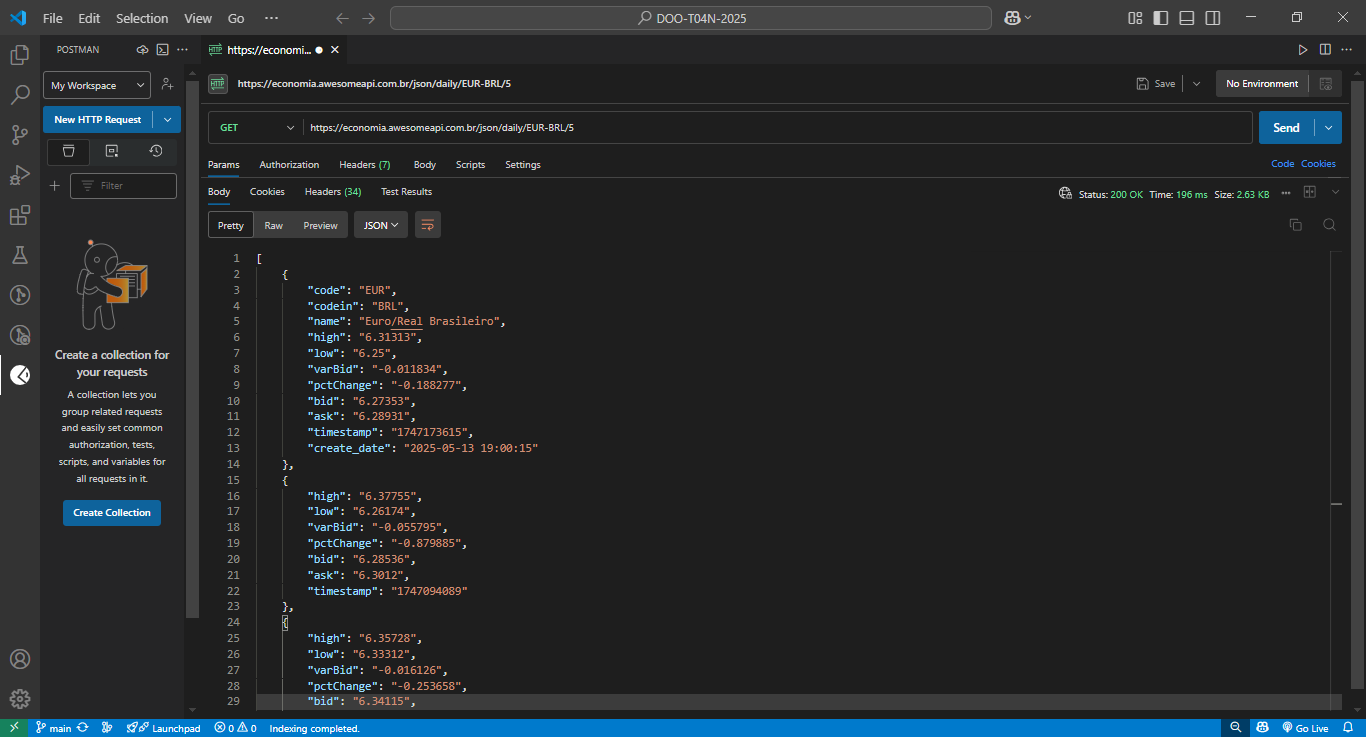 File Edit Selection View Go ··· DOO-T04N-2025
POSTMAN
https://economi...
My Workspace
New HTTP Request
Filter
Create a collection for
your requests
A collection lets you
group related requests
and easily set common
authorization, tests,
scripts, and variables for
all requests in it.
Create Collection
HTTP https://economia.awesomeapi.com.br/json/daily/EUR-BRL/5 Save No Environment
GET https://economia.awesomeapi.com.br/json/daily/EUR-BRL/5 Send
Params Authorization Headers (7) Body Scripts Settings Code Cookies
Body Cookies Headers (34) Test Results Status: 200 OK Time: 196 ms Size: 2.63 KB
Pretty Raw Preview JSON
1 [
2 {
3 "code": "EUR",
4 "codein": "BRL",
5 "name": "Euro/Real Brasileiro",
6 "high": "6.31313",
7 "low": "6.25",
8 "varBid": "-0.011834",
9 "pctChange": "-0.188277",
10 "bid": "6.27353",
11 "ask": "6.28931",
12 "timestamp": "1747173615",
13 "create_date": "2025-05-13 19:00:15"
14 },
15 {
16 "high": "6.37755",
17 "low": "6.26174",
18 "varBid": "-0.055795",
19 "pctChange": "-0.879885",
20 "bid": "6.28536",
21 "ask": "6.3012",
22 "timestamp": "1747094089"
23 },
24 {
25 "high": "6.35728",
26 "low": "6.33312",
27 "varBid": "-0.016126",
28 "pctChange": "-0.253658",
29 "bid": "6.34115",
main Launchpad 0 0 Indexing completed. Go Live